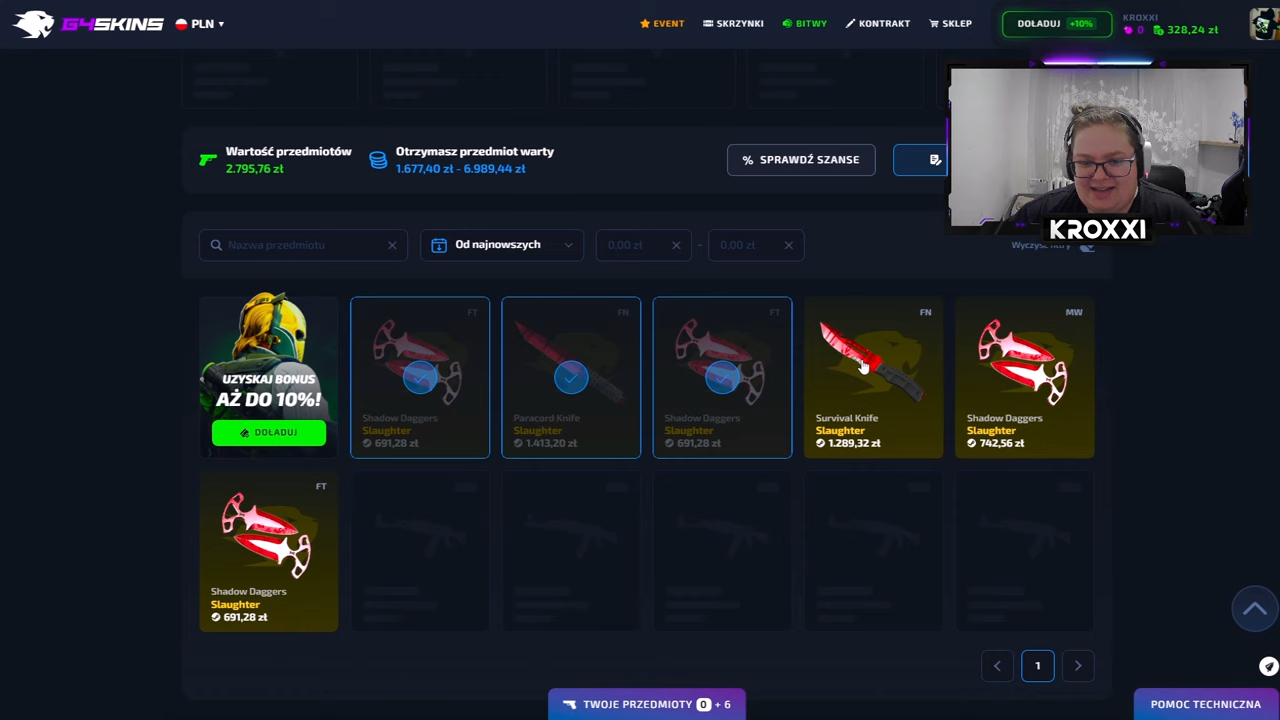 G4SKINS
PLN
EVENT
SKRZYNKI
BITWY
KONTRAKT
SKLEP
DOŁADUJ +10%
KROXXI
0 328,24 zł
Wartość przedmiotów
2.795,76 zł
Otrzymasz przedmiot warty
1.677,40 zł - 6.989,44 zł
% SPRAWDŹ SZANSE
KROXXI
Nazwa przedmiotu
Od najnowszych
0,00 zł - 0,00 zł
Wyczyść filtry
UZYSKAJ BONUS
AŻ DO 10%!
DOŁADUJ
FT
Shadow Daggers
Slaughter
691,28 zł
FN
Paracord Knife
Slaughter
1.413,20 zł
FT
Shadow Daggers
Slaughter
691,28 zł
FN
Survival Knife
Slaughter
1.289,32 zł
MW
Shadow Daggers
Slaughter
742,56 zł
FT
Shadow Daggers
Slaughter
691,28 zł
1
TWOJE PRZEDMIOTY 0 + 6
POMOC TECHNICZNA